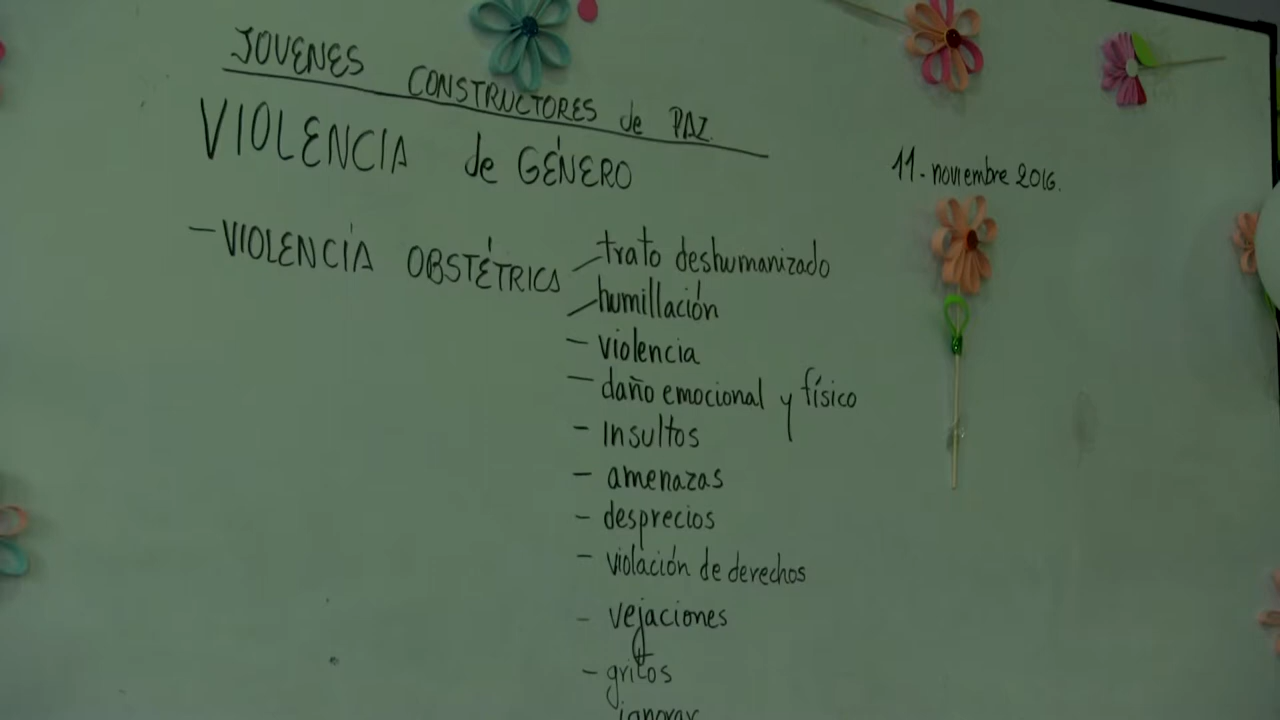 JOVENES CONSTRUCTORES de PAZ.
VIOLENCIA de GÉNERO
11. noviembre 2016.
- VIOLENCIA OBSTÉTRICA - trato deshumanizado
- humillación
- violencia
- daño emocional y físico
- Insultos
- amenazas
- desprecios
- violación de derechos
- vejaciones
- gritos
ignorar